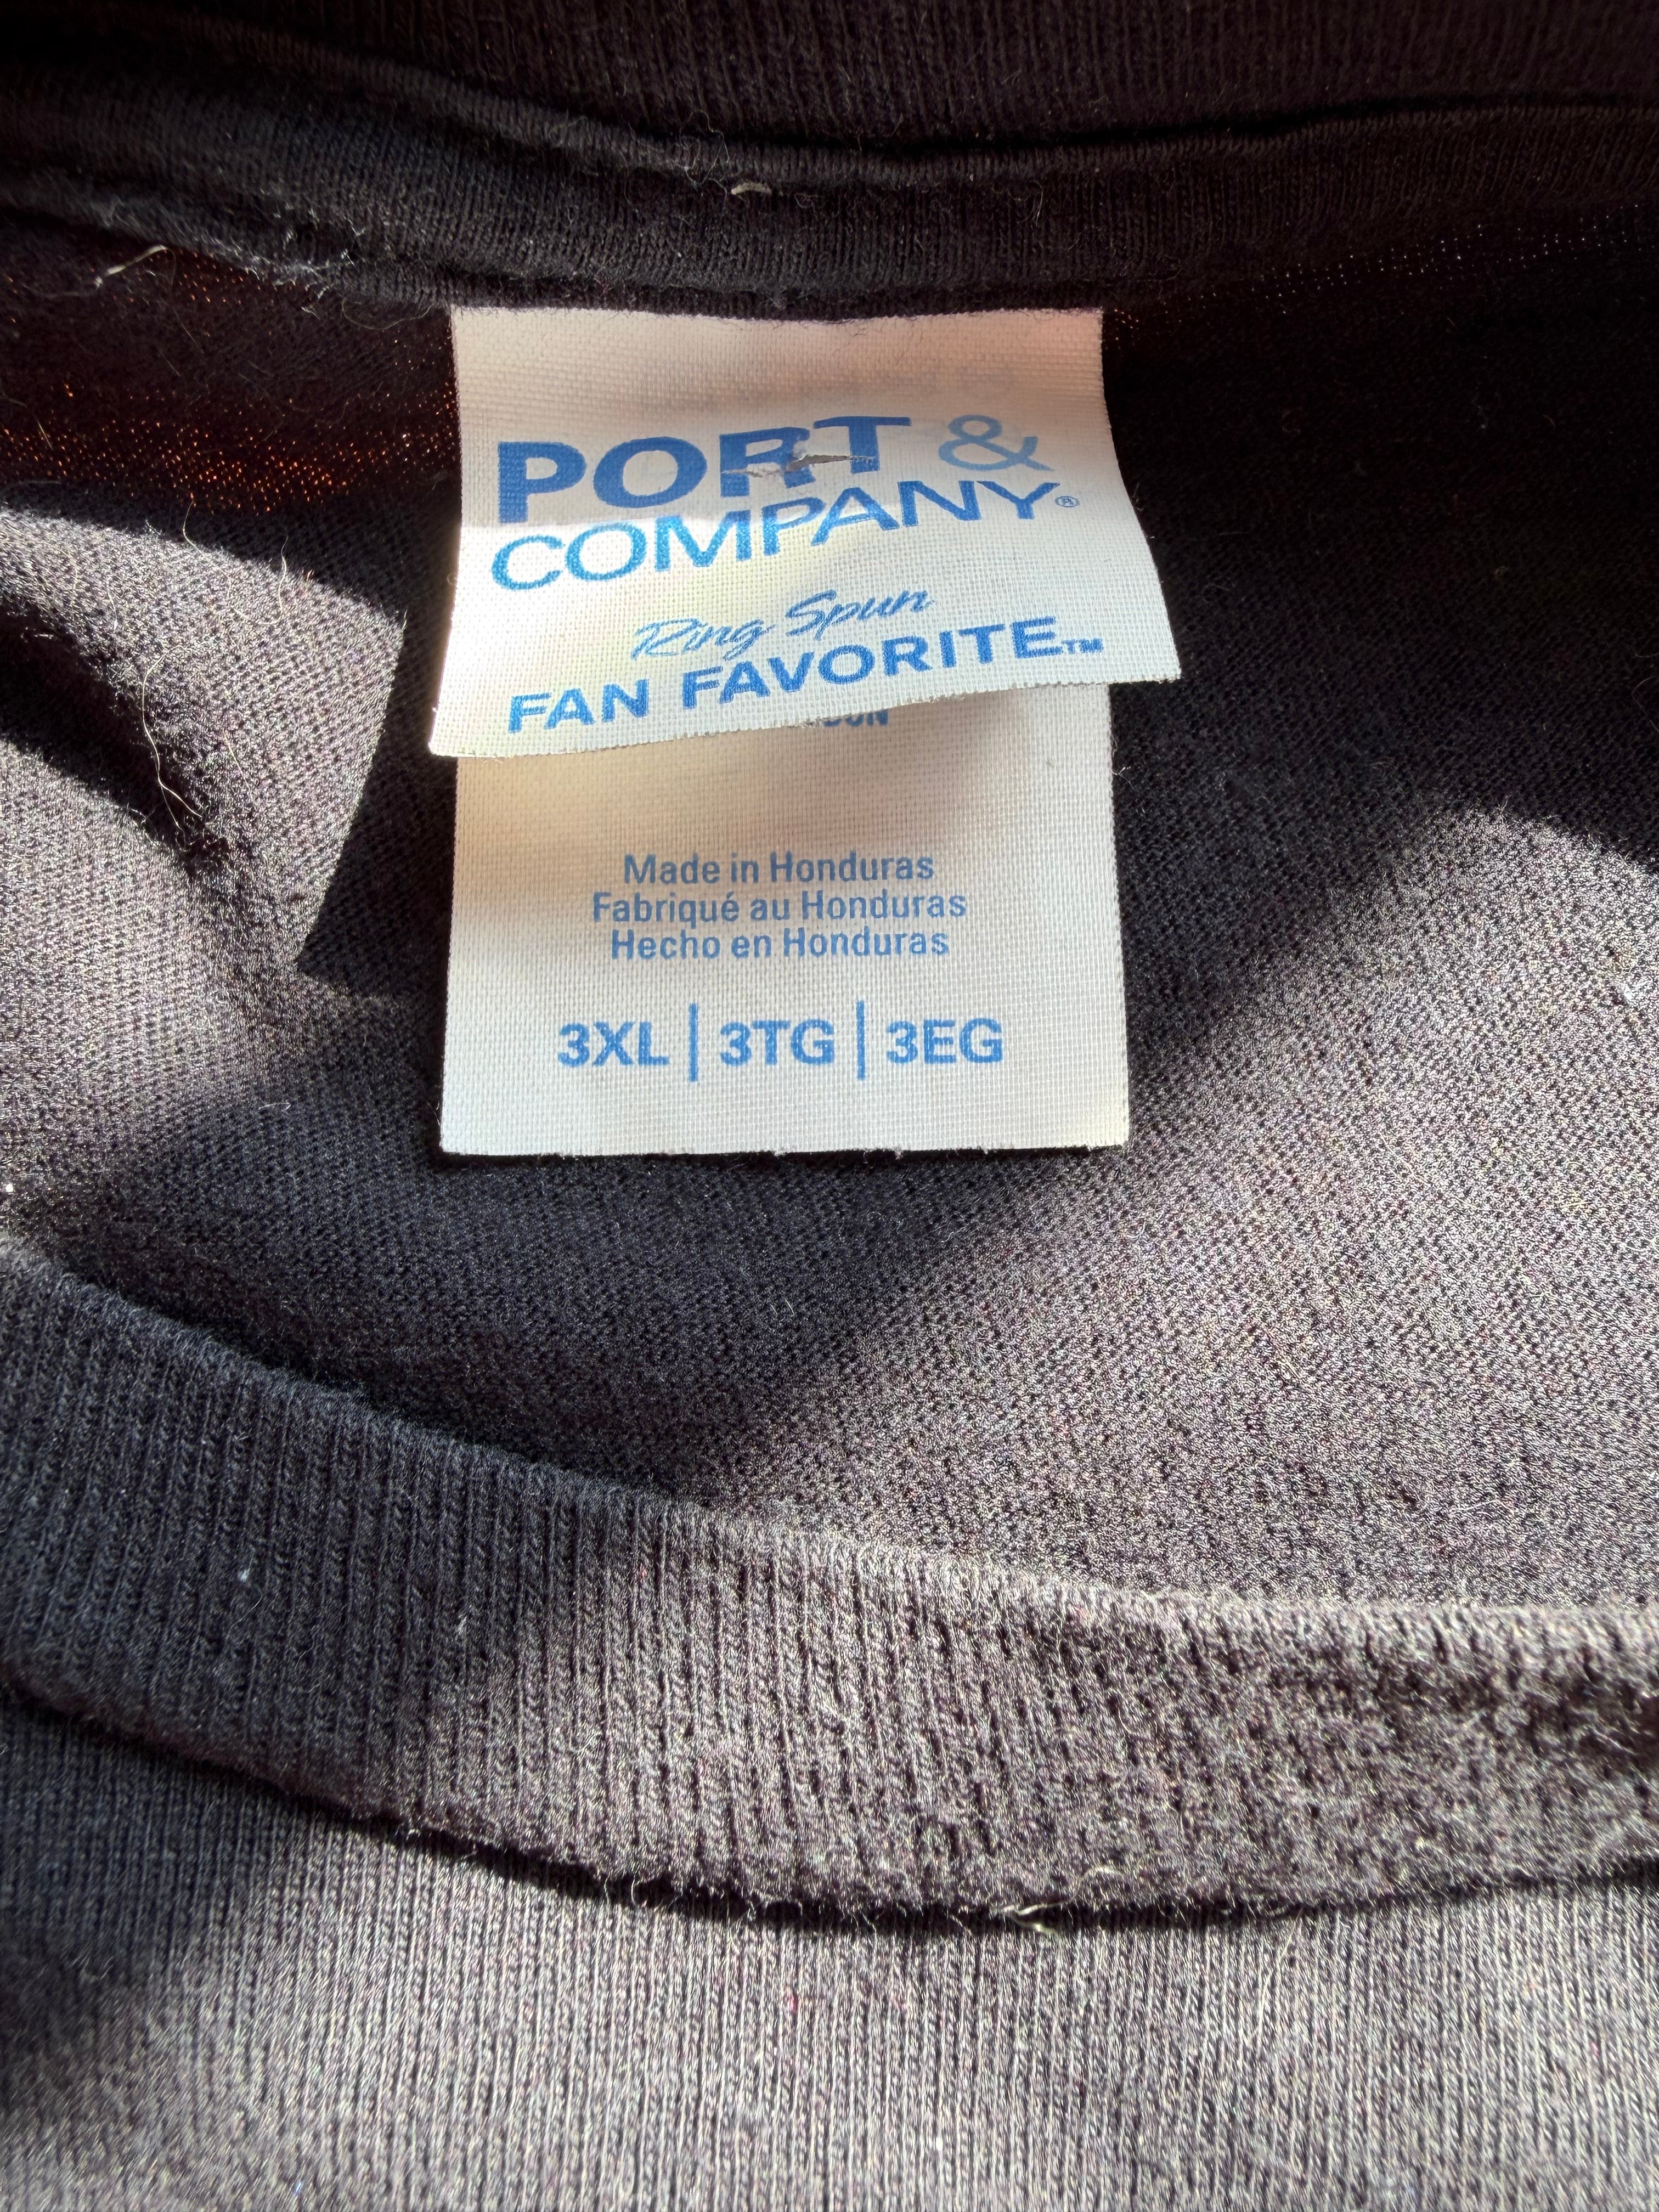 PORT &
COMPANY®
Ring Spun
FAN FAVORITE™
Made in Honduras
Fabriqué au Honduras
Hecho en Honduras
3XL | 3TG | 3EG